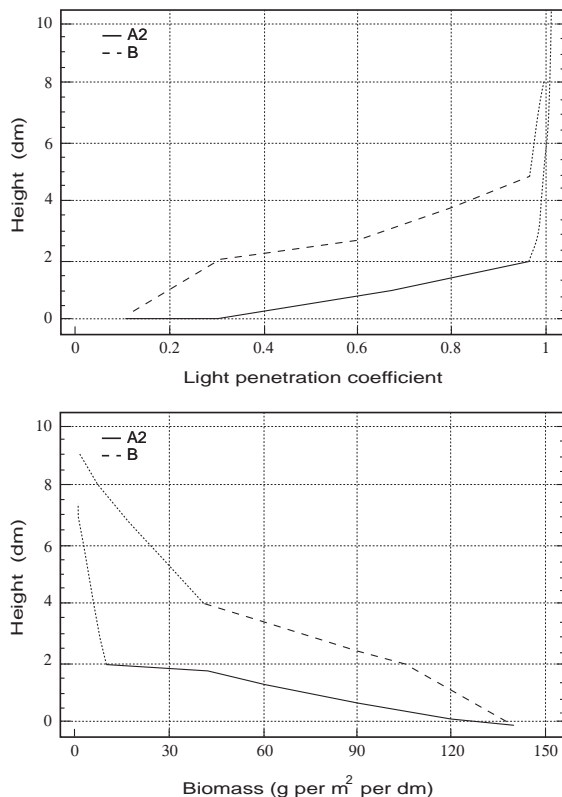 10
A2
B
8
6
4
2
0
Height (dm)
0 0.2 0.4 0.6 0.8 1
Light penetration coefficient
10
A2
B
8
6
4
2
0
Height (dm)
0 30 60 90 120 150
Biomass (g per m² per dm)